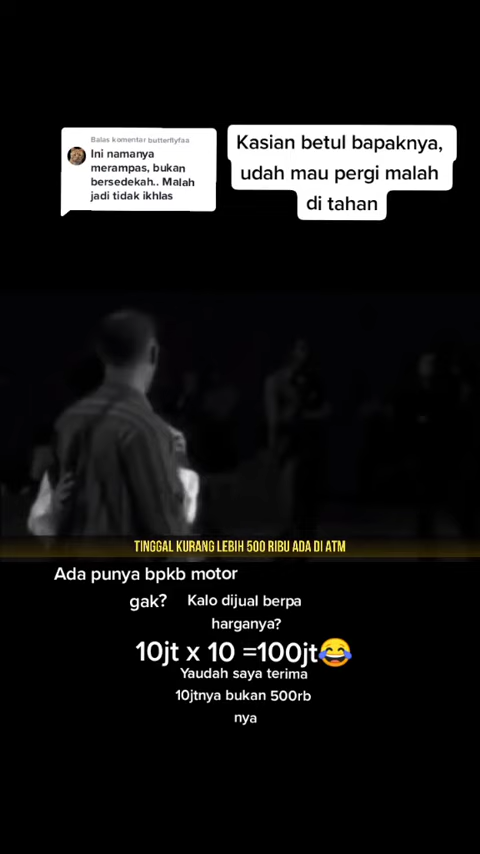 Balas komentar butterflyfaa
Ini namanya
merampas, bukan
bersedekah.. Malah
jadi tidak ikhlas
Kasian betul bapaknya,
udah mau pergi malah
di tahan
TINGGAL KURANG LEBIH 500 RIBU ADA DI ATM
Ada punya bpkb motor
gak?
Kalo dijual berpa
harganya?
10jt x 10 =100jt😂
Yaudah saya terima
10jtnya bukan 500rb
nya